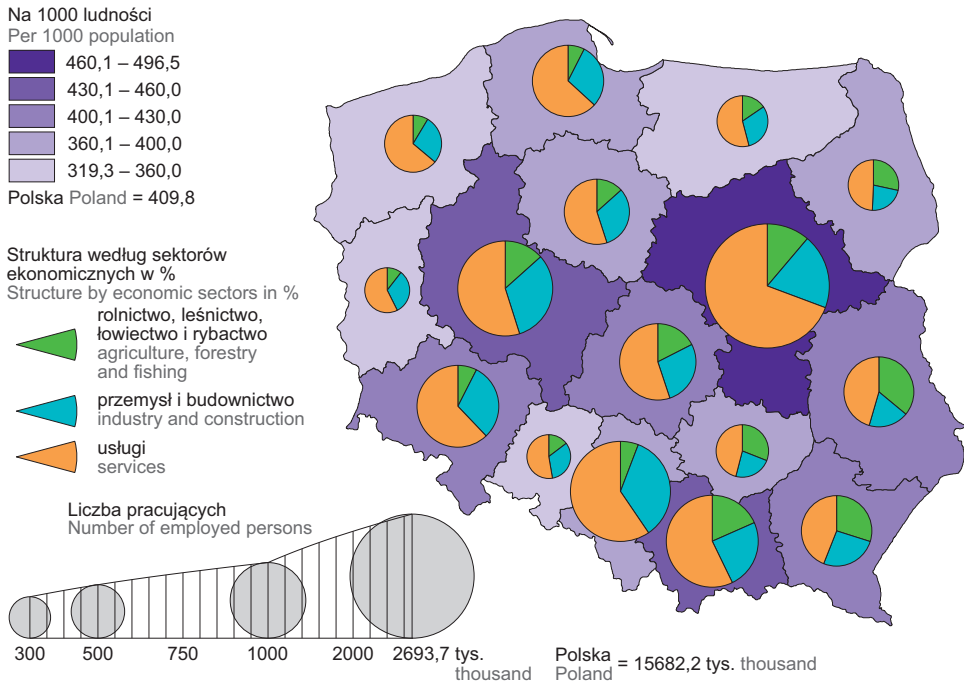 Na 1000 ludności
Per 1000 population
460,1 – 496,5
430,1 – 460,0
400,1 – 430,0
360,1 – 400,0
319,3 – 360,0
Polska Poland = 409,8
Struktura według sektorów
ekonomicznych w %
Structure by economic sectors in %
rolnictwo, leśnictwo,
łowiectwo i rybactwo
agriculture, forestry
and fishing
przemysł i budownictwo
industry and construction
usługi
services
Liczba pracujących
Number of employed persons
300 500 750 1000 2000 2693,7 tys.
thousand
Polska
Poland = 15682,2 tys. thousand